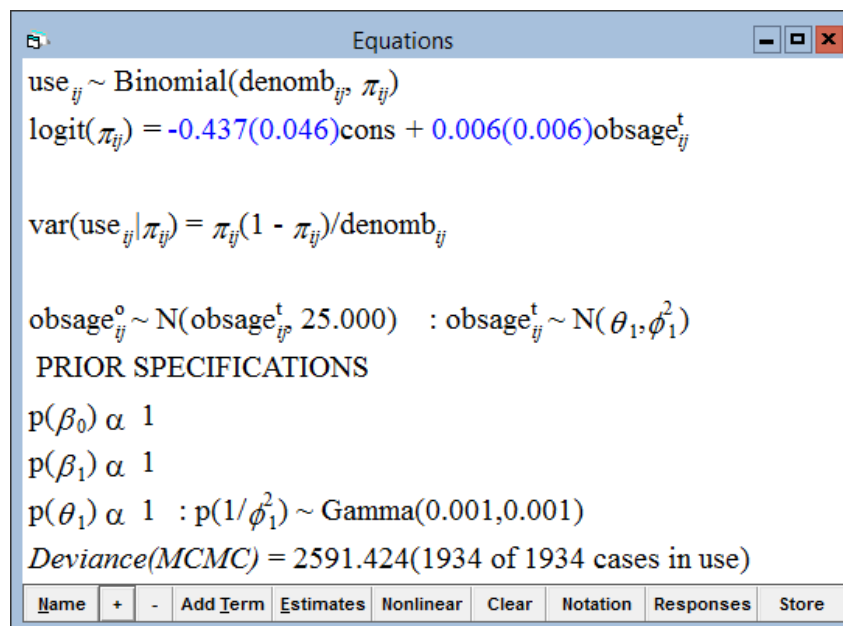 Equations
use_ij ~ Binomial(denomb_ij, π_ij)
logit(π_ij) = -0.437(0.046)cons + 0.006(0.006)obsage^t_ij
var(use_ij|π_ij) = π_ij(1 - π_ij)/denomb_ij
obsage^o_ij ~ N(obsage^t_ij, 25.000) : obsage^t_ij ~ N(θ_1,ϕ^2_1)
PRIOR SPECIFICATIONS
p(β_0) α 1
p(β_1) α 1
p(θ_1) α 1 : p(1/ϕ^2_1) ~ Gamma(0.001,0.001)
Deviance(MCMC) = 2591.424(1934 of 1934 cases in use)
Name + - Add Term Estimates Nonlinear Clear Notation Responses Store